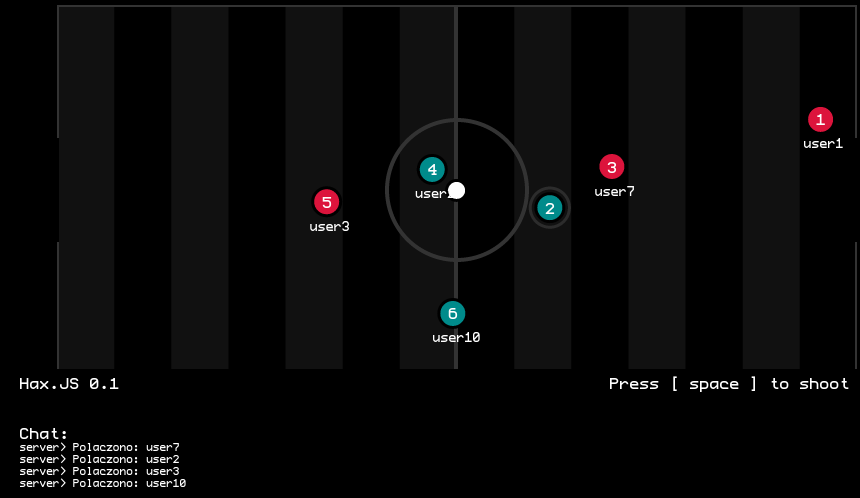 1
user1
3
user7
4
user
5
user3
2
6
user10
Hax.JS 0.1
Press [ space ] to shoot
Chat:
server> Polaczono: user7
server> Polaczono: user2
server> Polaczono: user3
server> Polaczono: user10